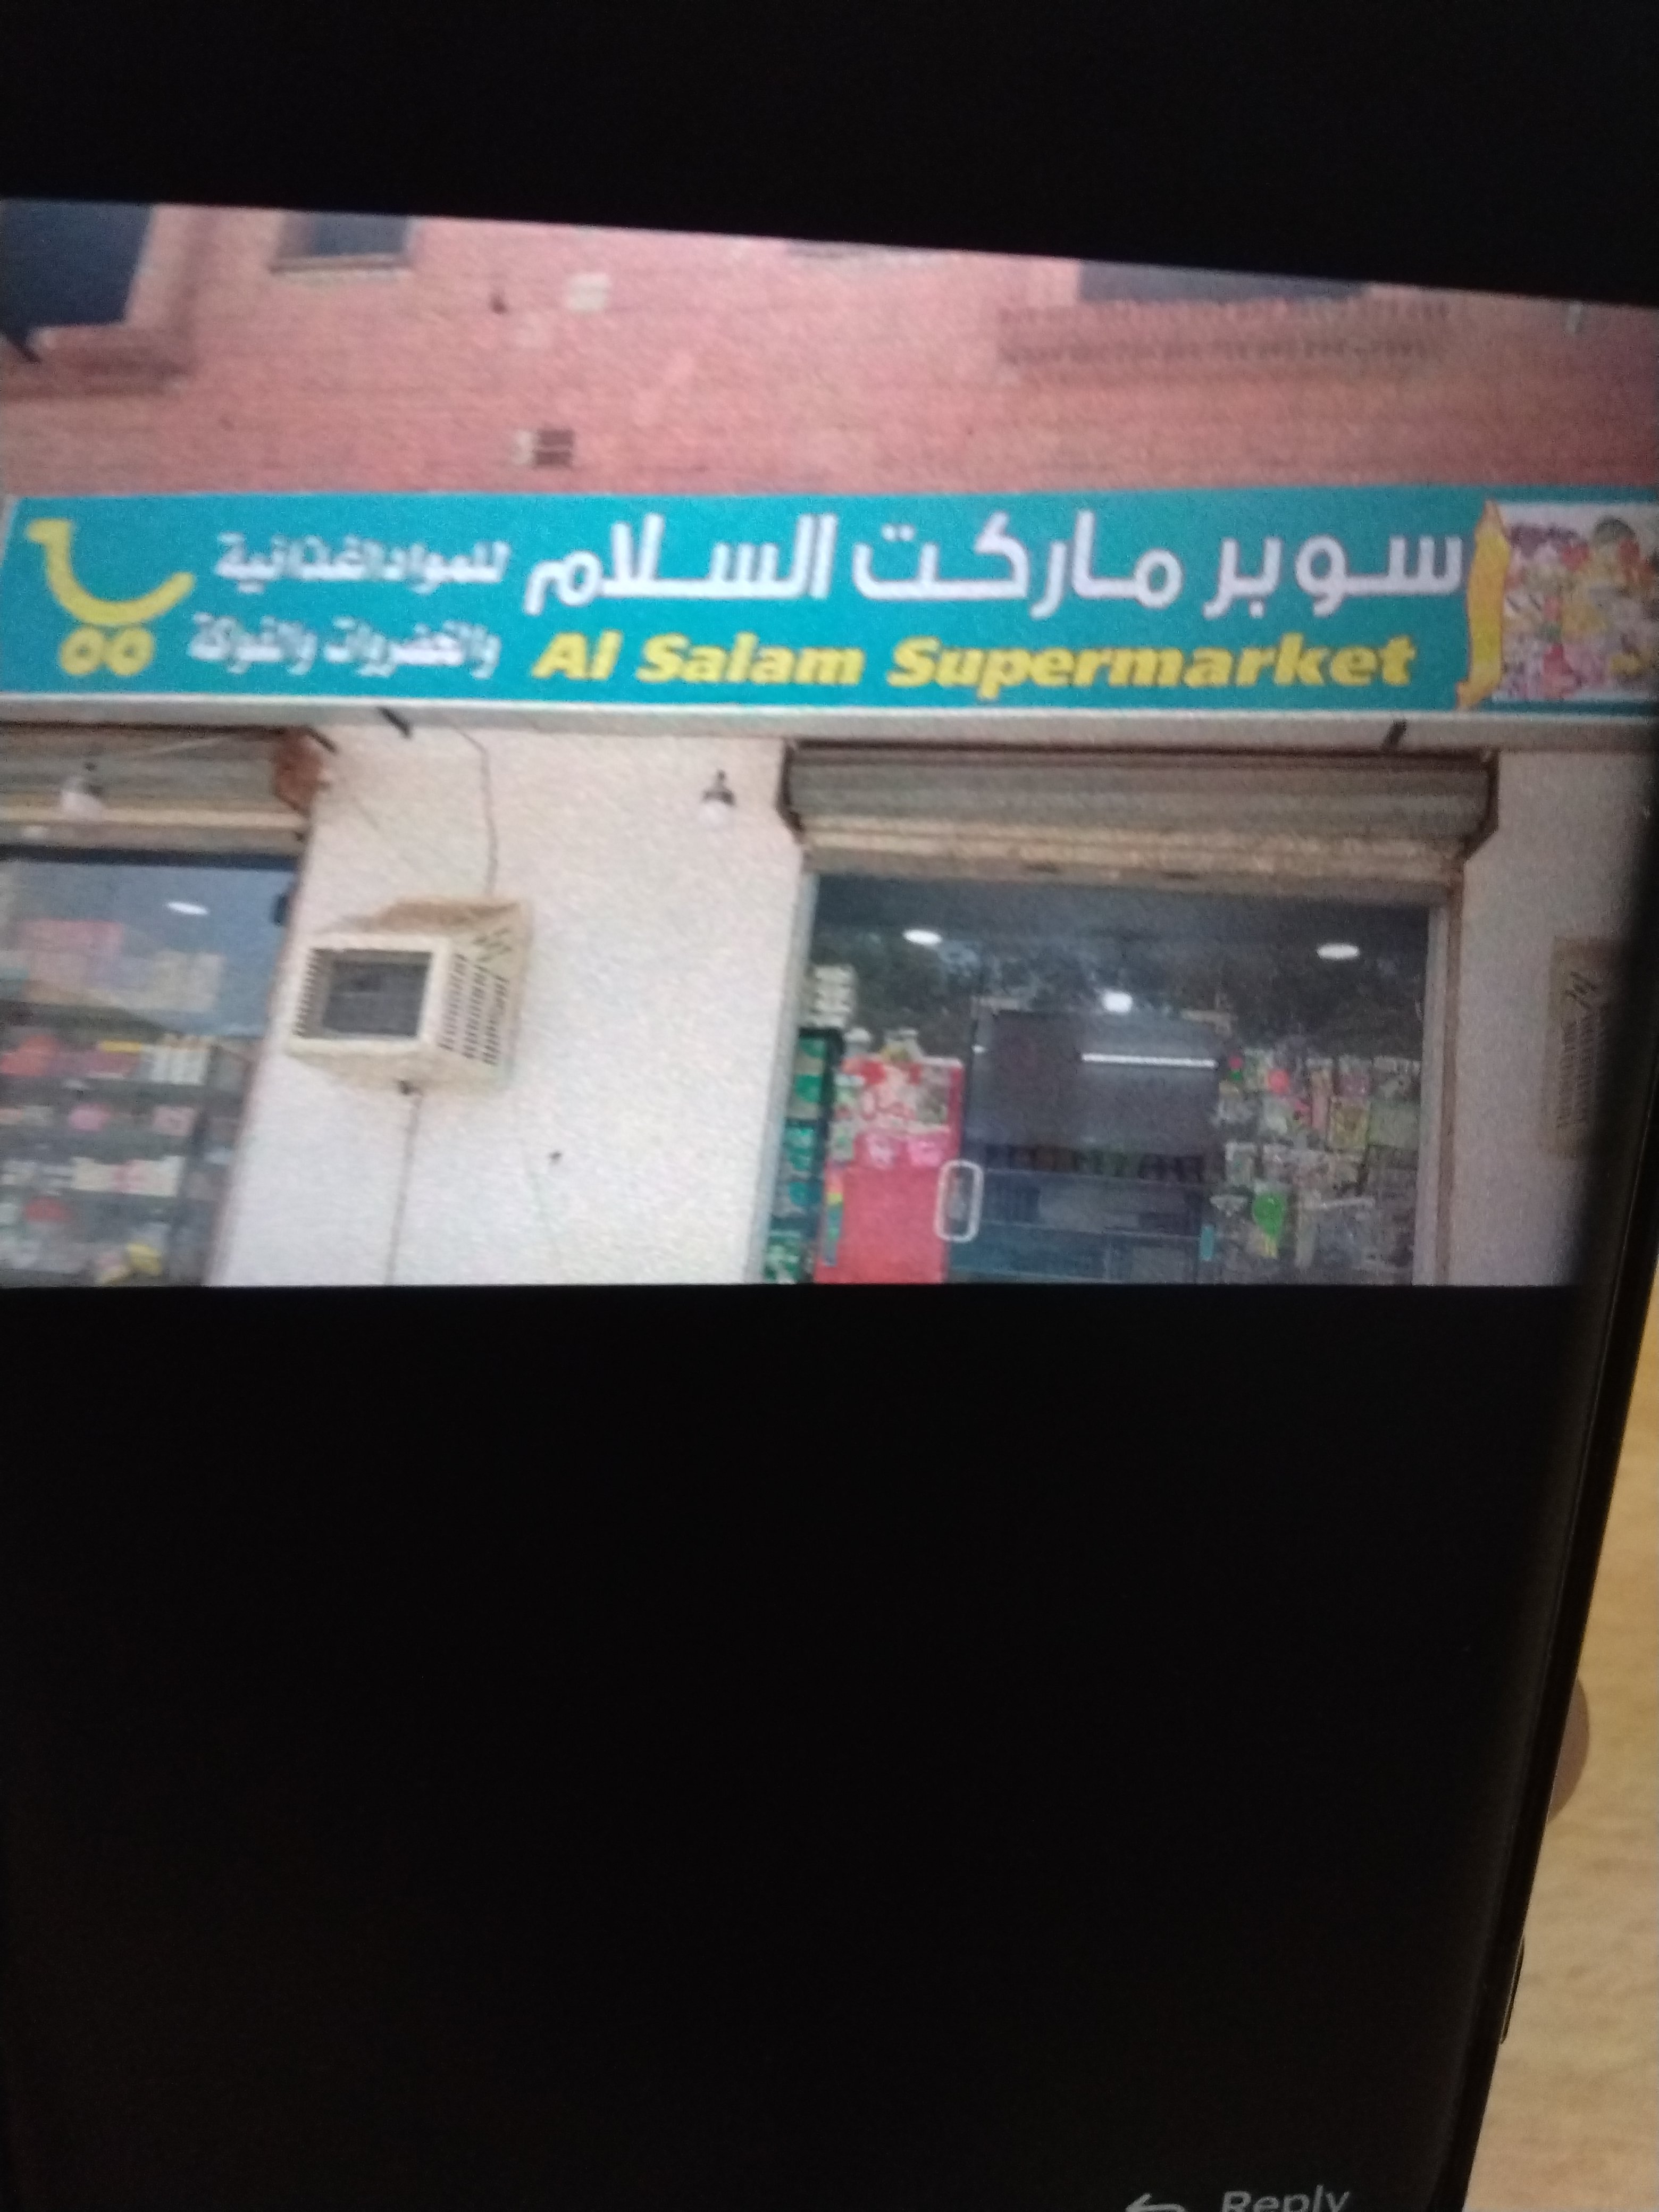 سوبر ماركت السلام
Al Salam Supermarket
للمواد الغذائية
والخضروات والفواكة
Reply